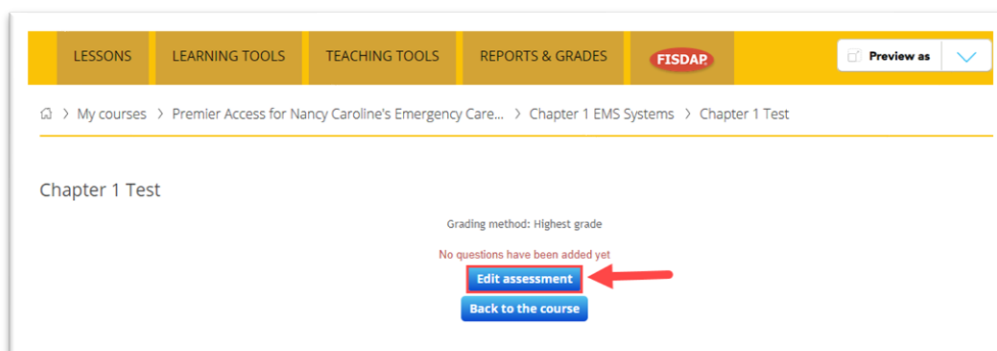 LESSONS LEARNING TOOLS TEACHING TOOLS REPORTS & GRADES FISDAP Preview as
My courses > Premier Access for Nancy Caroline's Emergency Care... > Chapter 1 EMS Systems > Chapter 1 Test
Chapter 1 Test
Grading method: Highest grade
No questions have been added yet
Edit assessment
Back to the course